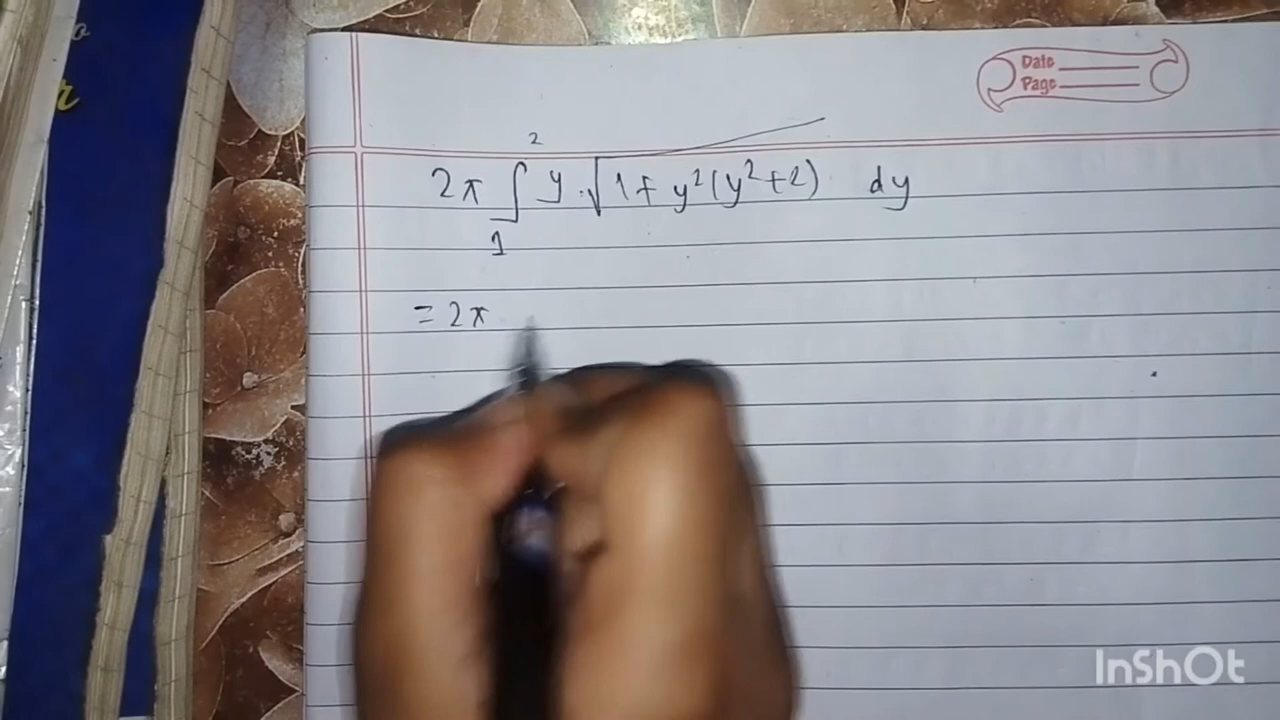 Date
Page
2π ∫₁² y.√1+y²(y²+2) dy
= 2π
InShOt